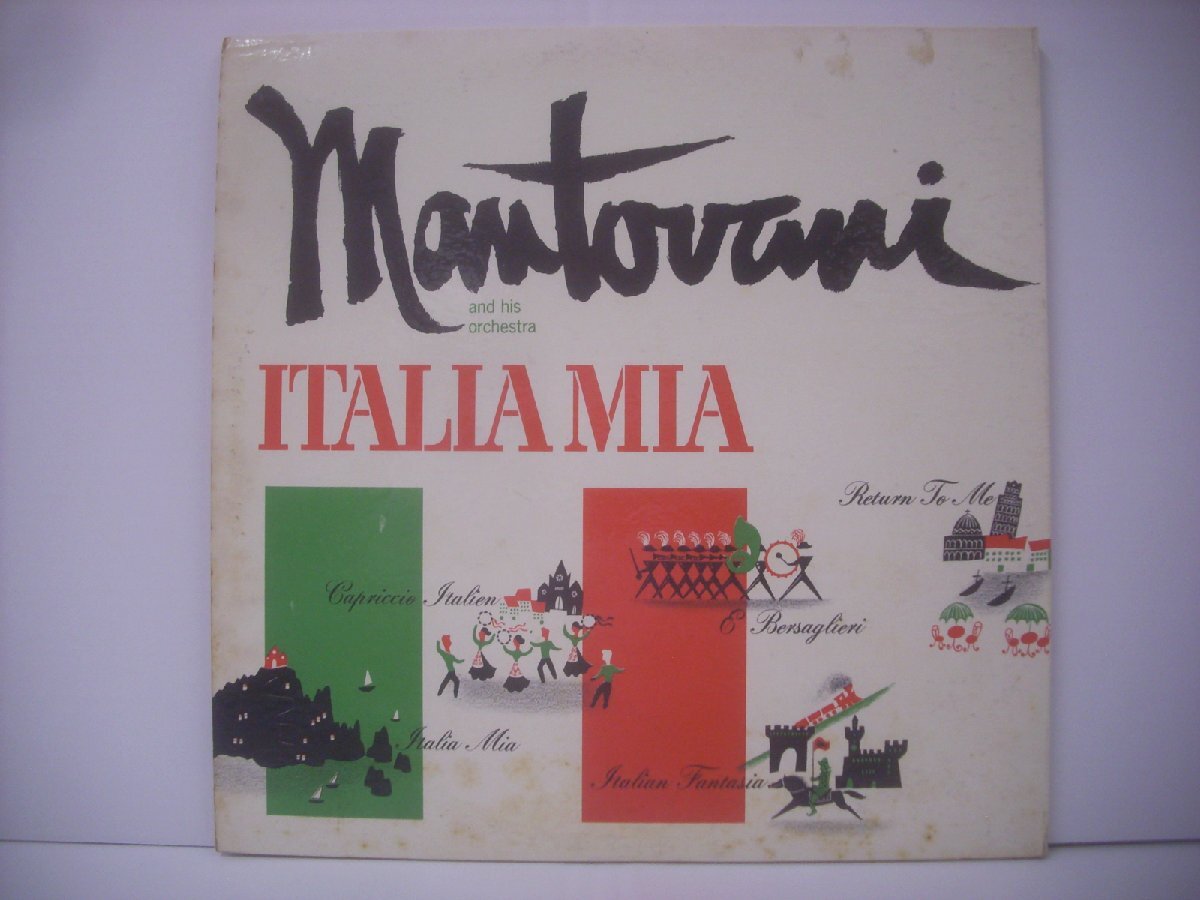 Mantovani
and his
orchestra
ITALIA MIA
Return To Me
Capriccio Italien
E' Bersaglieri
Italia Mia
Italian Fantasia